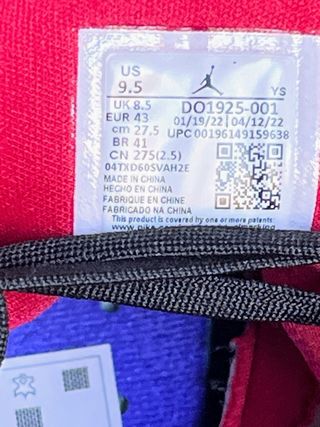 US
9.5
YS
UK 8.5
DO1925-001
EUR 43
01/19/22 04/12/22
cm 27.5
UPC 00196149159638
BR 41
CN 275(2.5)
04TXD60SVAH2E
MADE IN CHINA
HECHO EN CHINA
FABRIQUE EN CHINE
FABRICADO NA CHINA
This product is covered by one or more patents